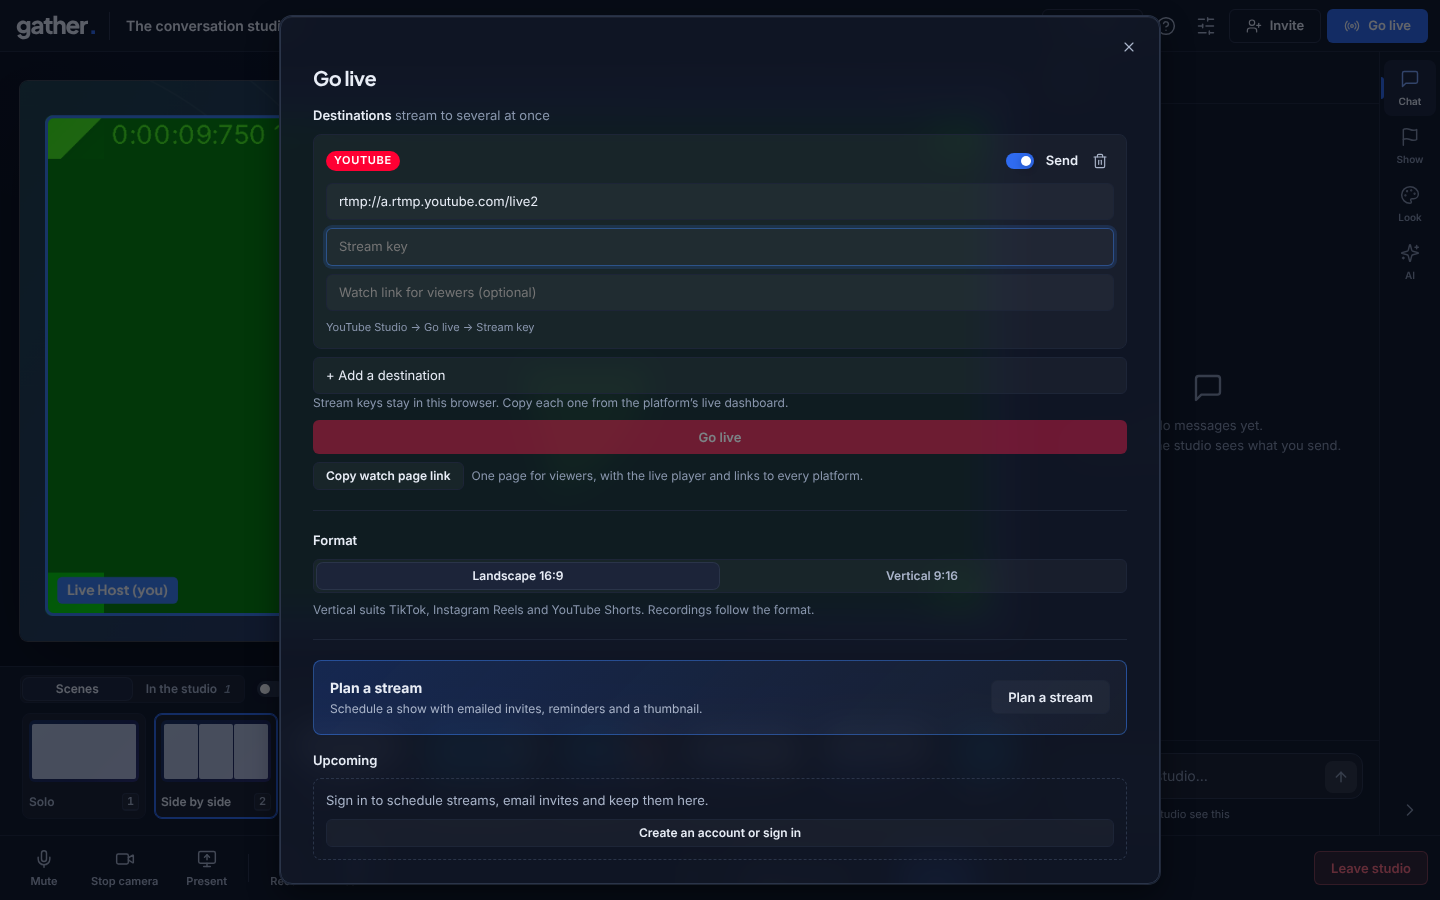 gather.
The conversation studi
Invite
Go live
Go live
Destinations stream to several at once
YOUTUBE
Send
rtmp://a.rtmp.youtube.com/live2
Stream key
Watch link for viewers (optional)
YouTube Studio → Go live → Stream key
+ Add a destination
Stream keys stay in this browser. Copy each one from the platform's live dashboard.
Go live
Copy watch page link
One page for viewers, with the live player and links to every platform.
Format
Landscape 16:9
Vertical 9:16
Vertical suits TikTok, Instagram Reels and YouTube Shorts. Recordings follow the format.
Plan a stream
Schedule a show with emailed invites, reminders and a thumbnail.
Plan a stream
Upcoming
Sign in to schedule streams, email invites and keep them here.
Create an account or sign in
0:00:09:750
Live Host (you)
Scenes
In the studio 1
Solo
1
Side by side
2
Mute
Stop camera
Present
Chat
Show
Look
AI
o messages yet.
e studio sees what you send.
tudio...
tudio see this
Leave studio